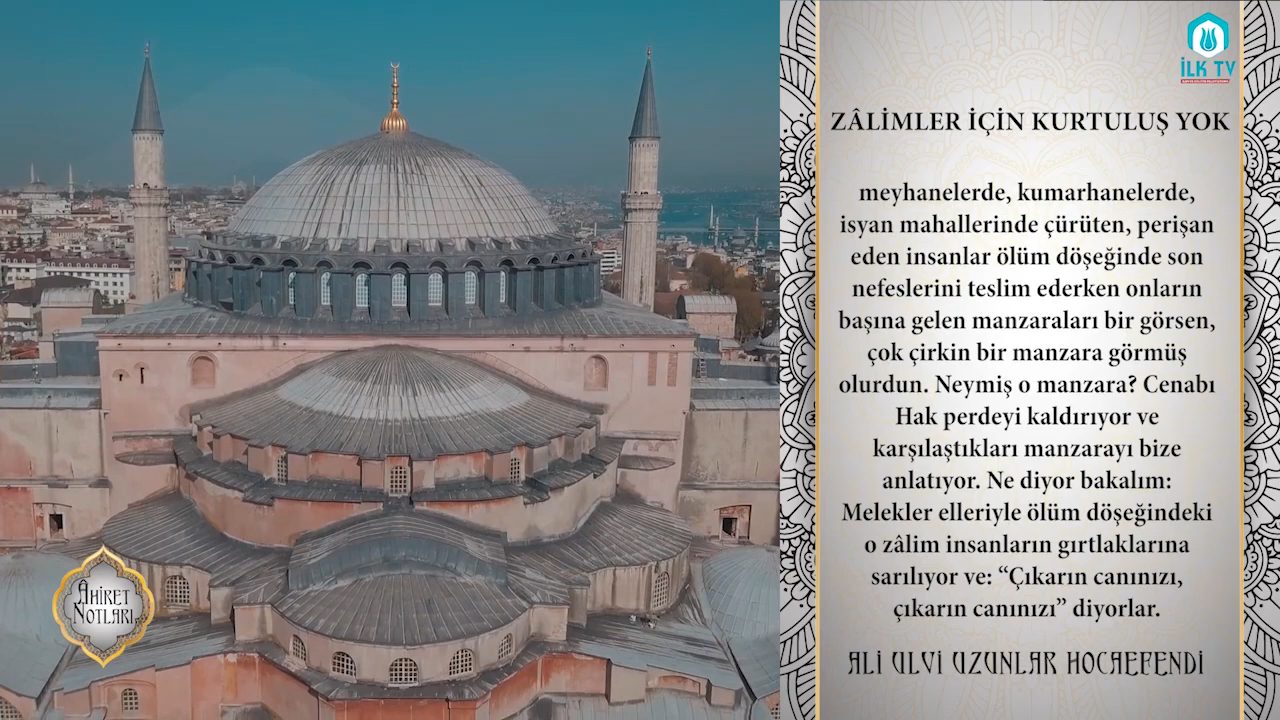 İLK TV
ZÂLİMLER İÇİN KURTULUŞ YOK
meyhanelerde, kumarhanelerde,
isyan mahallerinde çürüten, perişan
eden insanlar ölüm döşeğinde son
nefeslerini teslim ederken onların
başına gelen manzaraları bir görsen,
çok çirkin bir manzara görmüş
olurdun. Neymiş o manzara? Cenabı
Hak perdeyi kaldırıyor ve
karşılaştıkları manzarayı bize
anlatıyor. Ne diyor bakalım:
Melekler elleriyle ölüm döşeğindeki
o zâlim insanların gırtlaklarına
sarılıyor ve: “Çıkarın canınızı,
çıkarın canınızı” diyorlar.
ALİ ULVİ UZUNLAR HOCAEFENDİ
AHİRET
NOTLARI